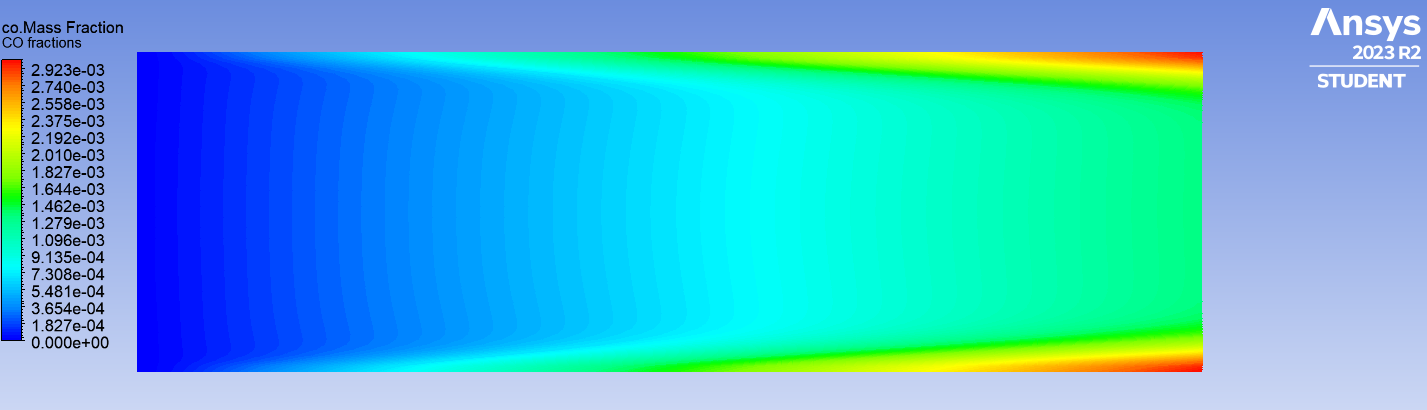 co.Mass Fraction
CO fractions
2.923e-03
2.740e-03
2.558e-03
2.375e-03
2.192e-03
2.010e-03
1.827e-03
1.644e-03
1.462e-03
1.279e-03
1.096e-03
9.135e-04
7.308e-04
5.481e-04
3.654e-04
1.827e-04
0.000e+00
Ansys
2023 R2
STUDENT